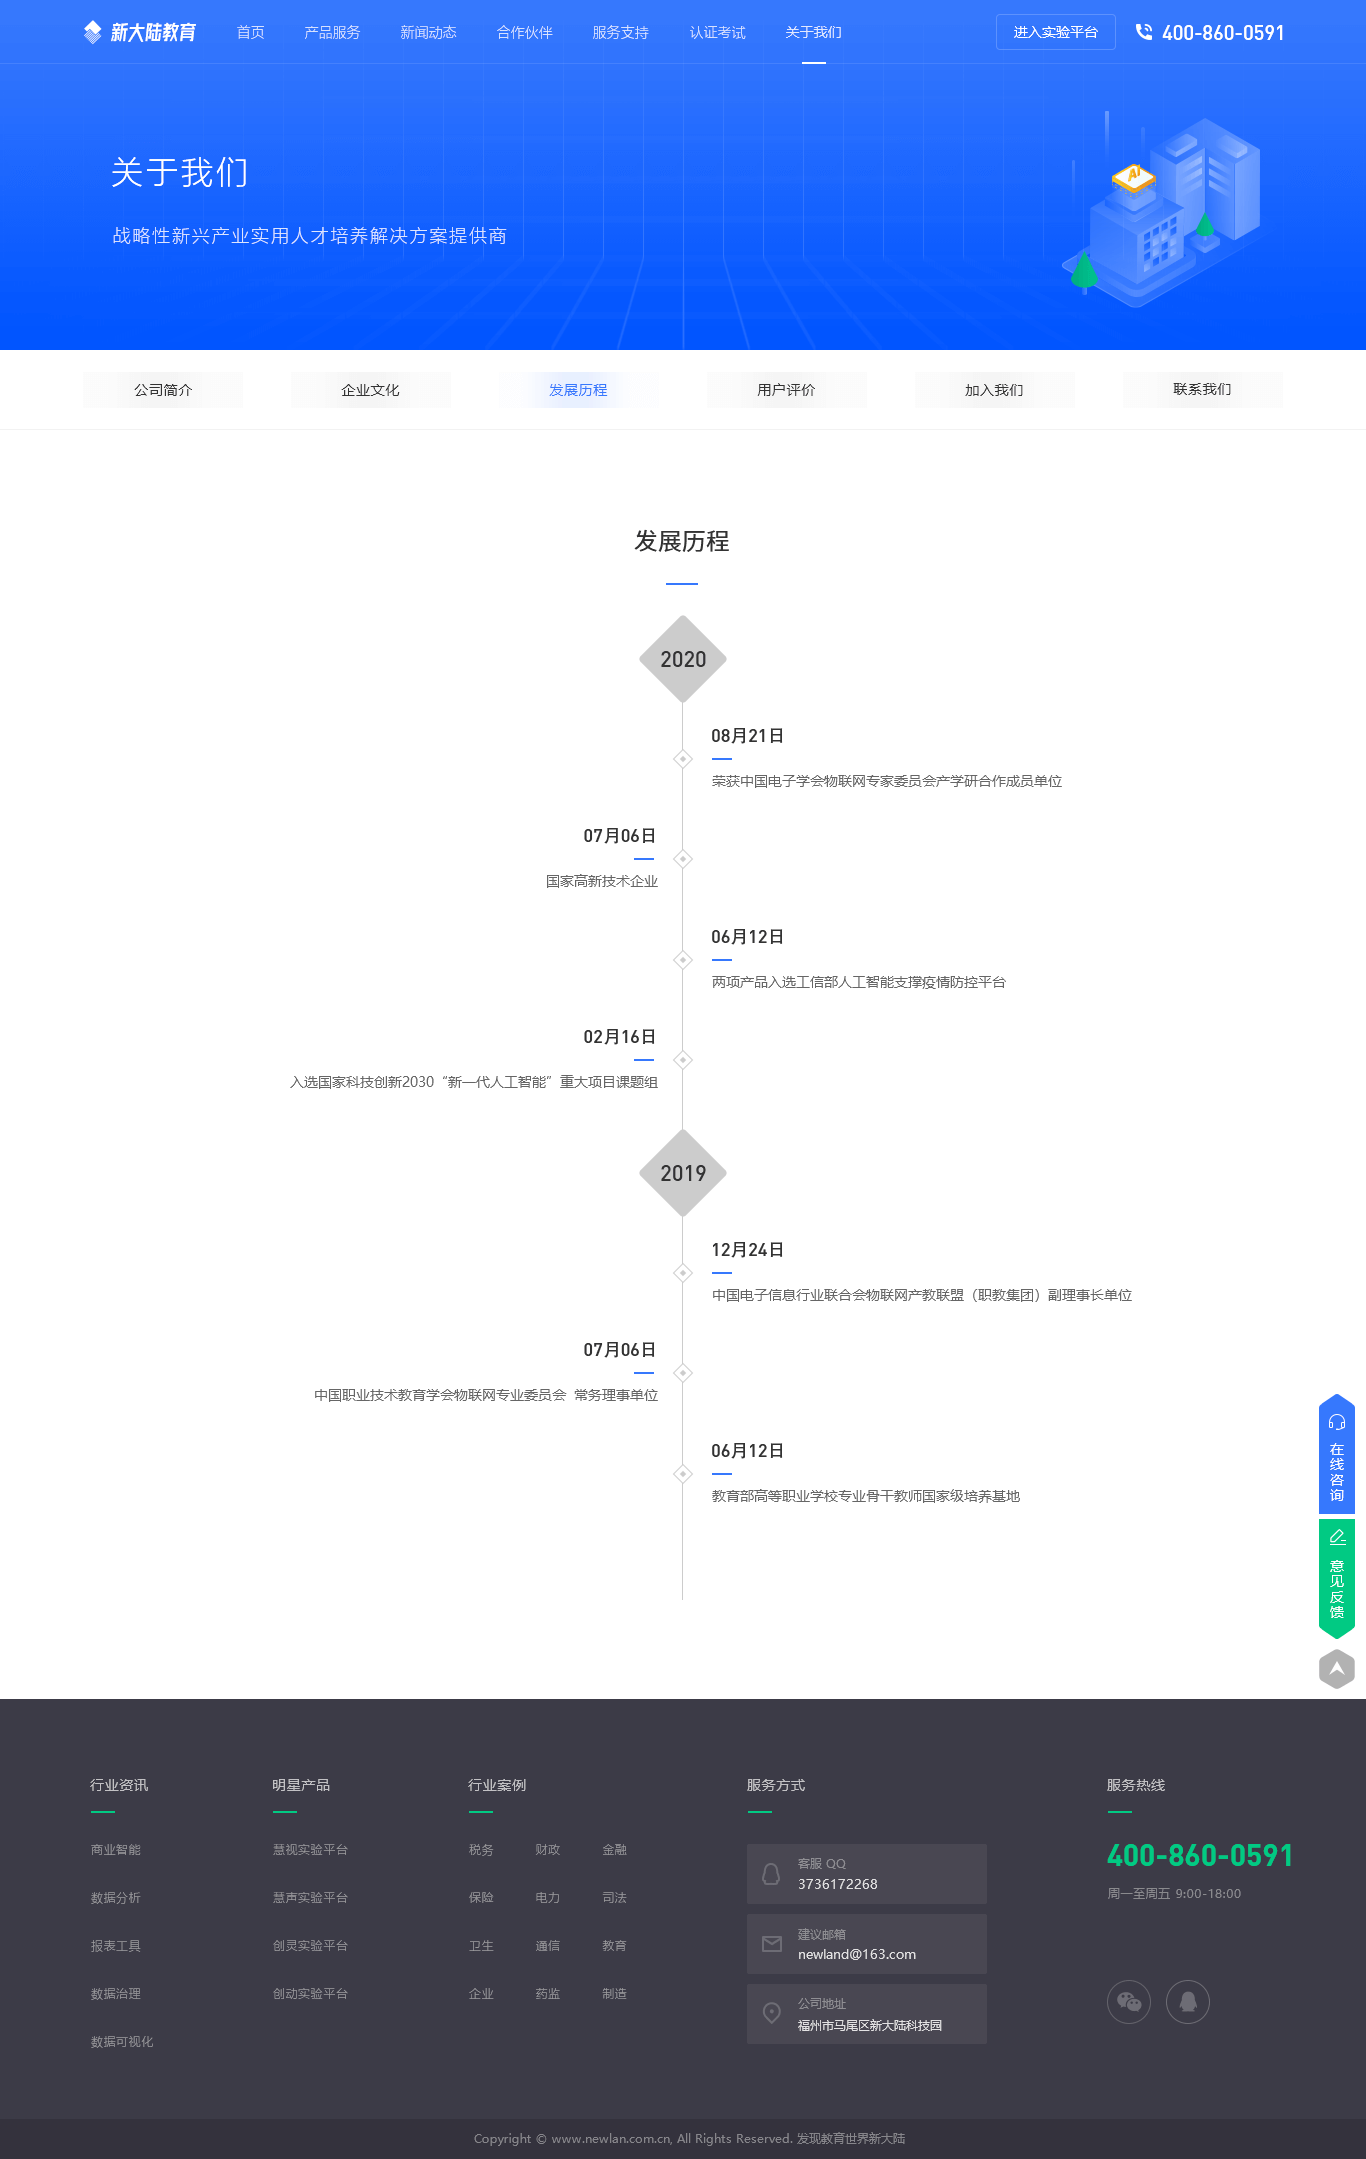 新大陆教育
首页 产品服务 新闻动态 合作伙伴 服务支持 认证考试 关于我们
进入实验平台
400-860-0591
AI
关于我们
战略性新兴产业实用人才培养解决方案提供商
公司简介 企业文化 发展历程 用户评价 加入我们 联系我们
发展历程
2020
08月21日
荣获中国电子学会物联网专家委员会产学研合作成员单位
07月06日
国家高新技术企业
06月12日
两项产品入选工信部人工智能支撑疫情防控平台
02月16日
入选国家科技创新2030“新一代人工智能”重大项目课题组
2019
12月24日
中国电子信息行业联合会物联网产教联盟（职教集团）副理事长单位
07月06日
中国职业技术教育学会物联网专业委员会 常务理事单位
06月12日
教育部高等职业学校专业骨干教师国家级培养基地
在线咨询
意见反馈
行业资讯
商业智能
数据分析
报表工具
数据治理
数据可视化
明星产品
慧视实验平台
慧声实验平台
创灵实验平台
创动实验平台
行业案例
税务 财政 金融
保险 电力 司法
卫生 通信 教育
企业 药监 制造
服务方式
客服 QQ
3736172268
建议邮箱
newland@163.com
公司地址
福州市马尾区新大陆科技园
服务热线
400-860-0591
周一至周五 9:00-18:00
Copyright © www.newlan.com.cn, All Rights Reserved. 发现教育世界新大陆